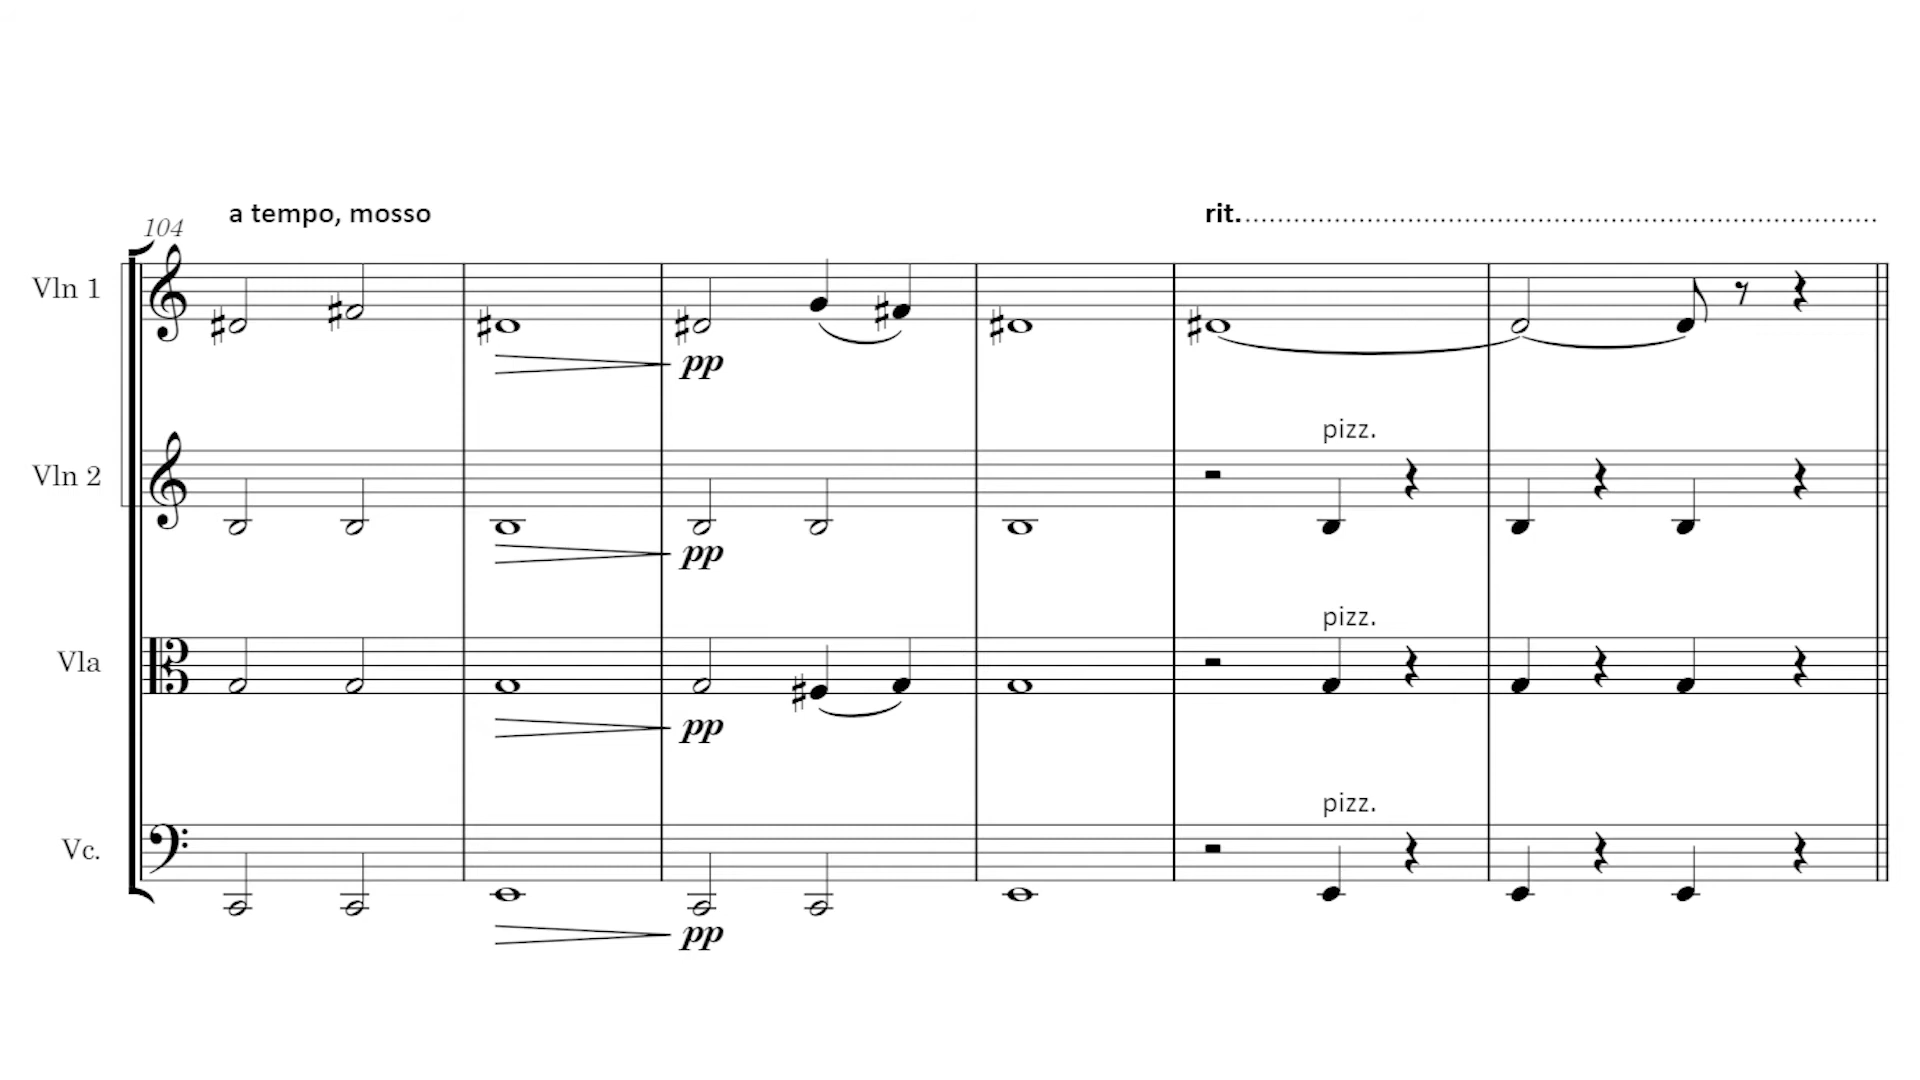 a tempo, mosso
rit.
104
Vln 1
pp
pizz.
Vln 2
pp
pizz.
Vla
pp
pizz.
Vc.
pp